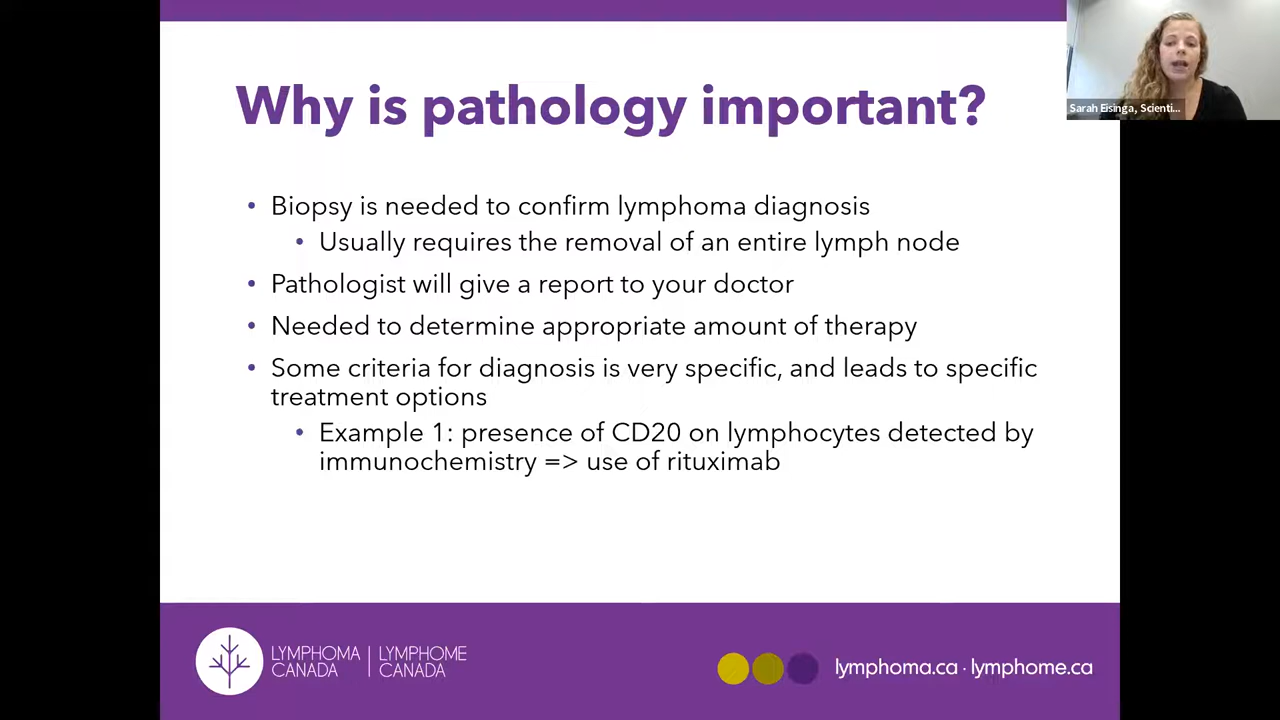 Why is pathology important?
Sarah Eisinga, Scienti...
• Biopsy is needed to confirm lymphoma diagnosis
• Usually requires the removal of an entire lymph node
• Pathologist will give a report to your doctor
• Needed to determine appropriate amount of therapy
• Some criteria for diagnosis is very specific, and leads to specific
treatment options
• Example 1: presence of CD20 on lymphocytes detected by
immunochemistry => use of rituximab
LYMPHOMA | LYMPHOME
CANADA | CANADA
lymphoma.ca · lymphome.ca